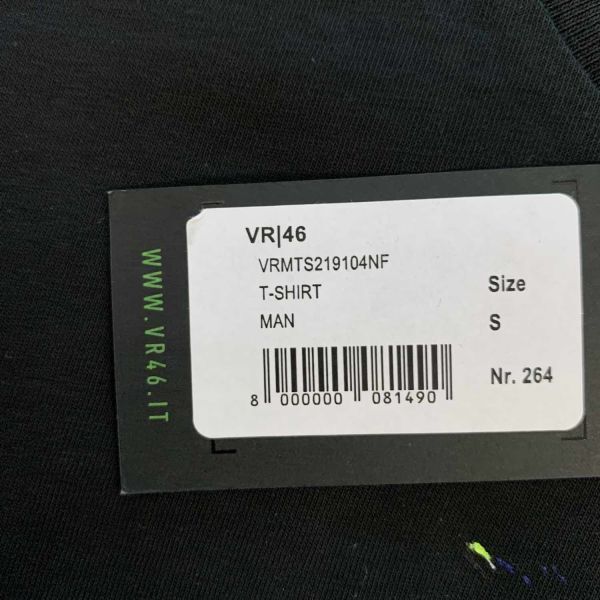 WWW.VR46.IT
VR|46
VRMTS219104NF
T-SHIRT
MAN
Size
S
Nr. 264
8 000000 081490